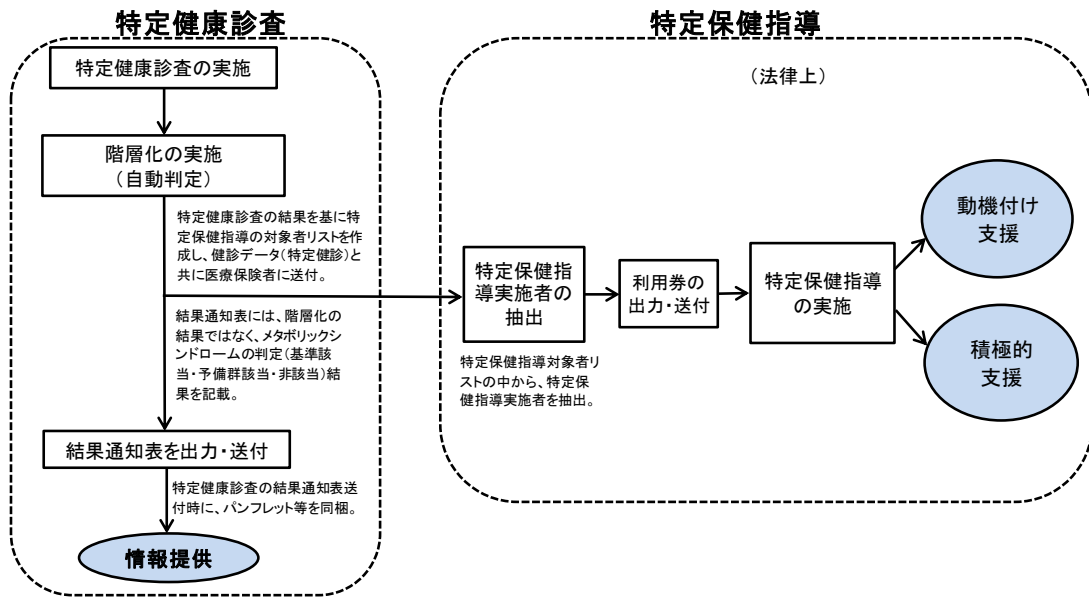 特定健康診査
特定健康診査の実施
階層化の実施
（自動判定）
特定健康診査の結果を基に特
定保健指導の対象者リストを作
成し、健診データ（特定健診）と
共に医療保険者に送付。
結果通知表には、階層化の
結果ではなく、メタボリックシ
ンドロームの判定（基準該
当・予備群該当・非該当）結
果を記載。
結果通知表を出力・送付
特定健康診査の結果通知表送
付時に、パンフレット等を同梱。
情報提供
特定保健指導
（法律上）
特定保健指
導実施者の
抽出
特定保健指導対象者リ
ストの中から、特定保
健指導実施者を抽出。
利用券の
出力・送付
特定保健指導
の実施
動機付け
支援
積極的
支援